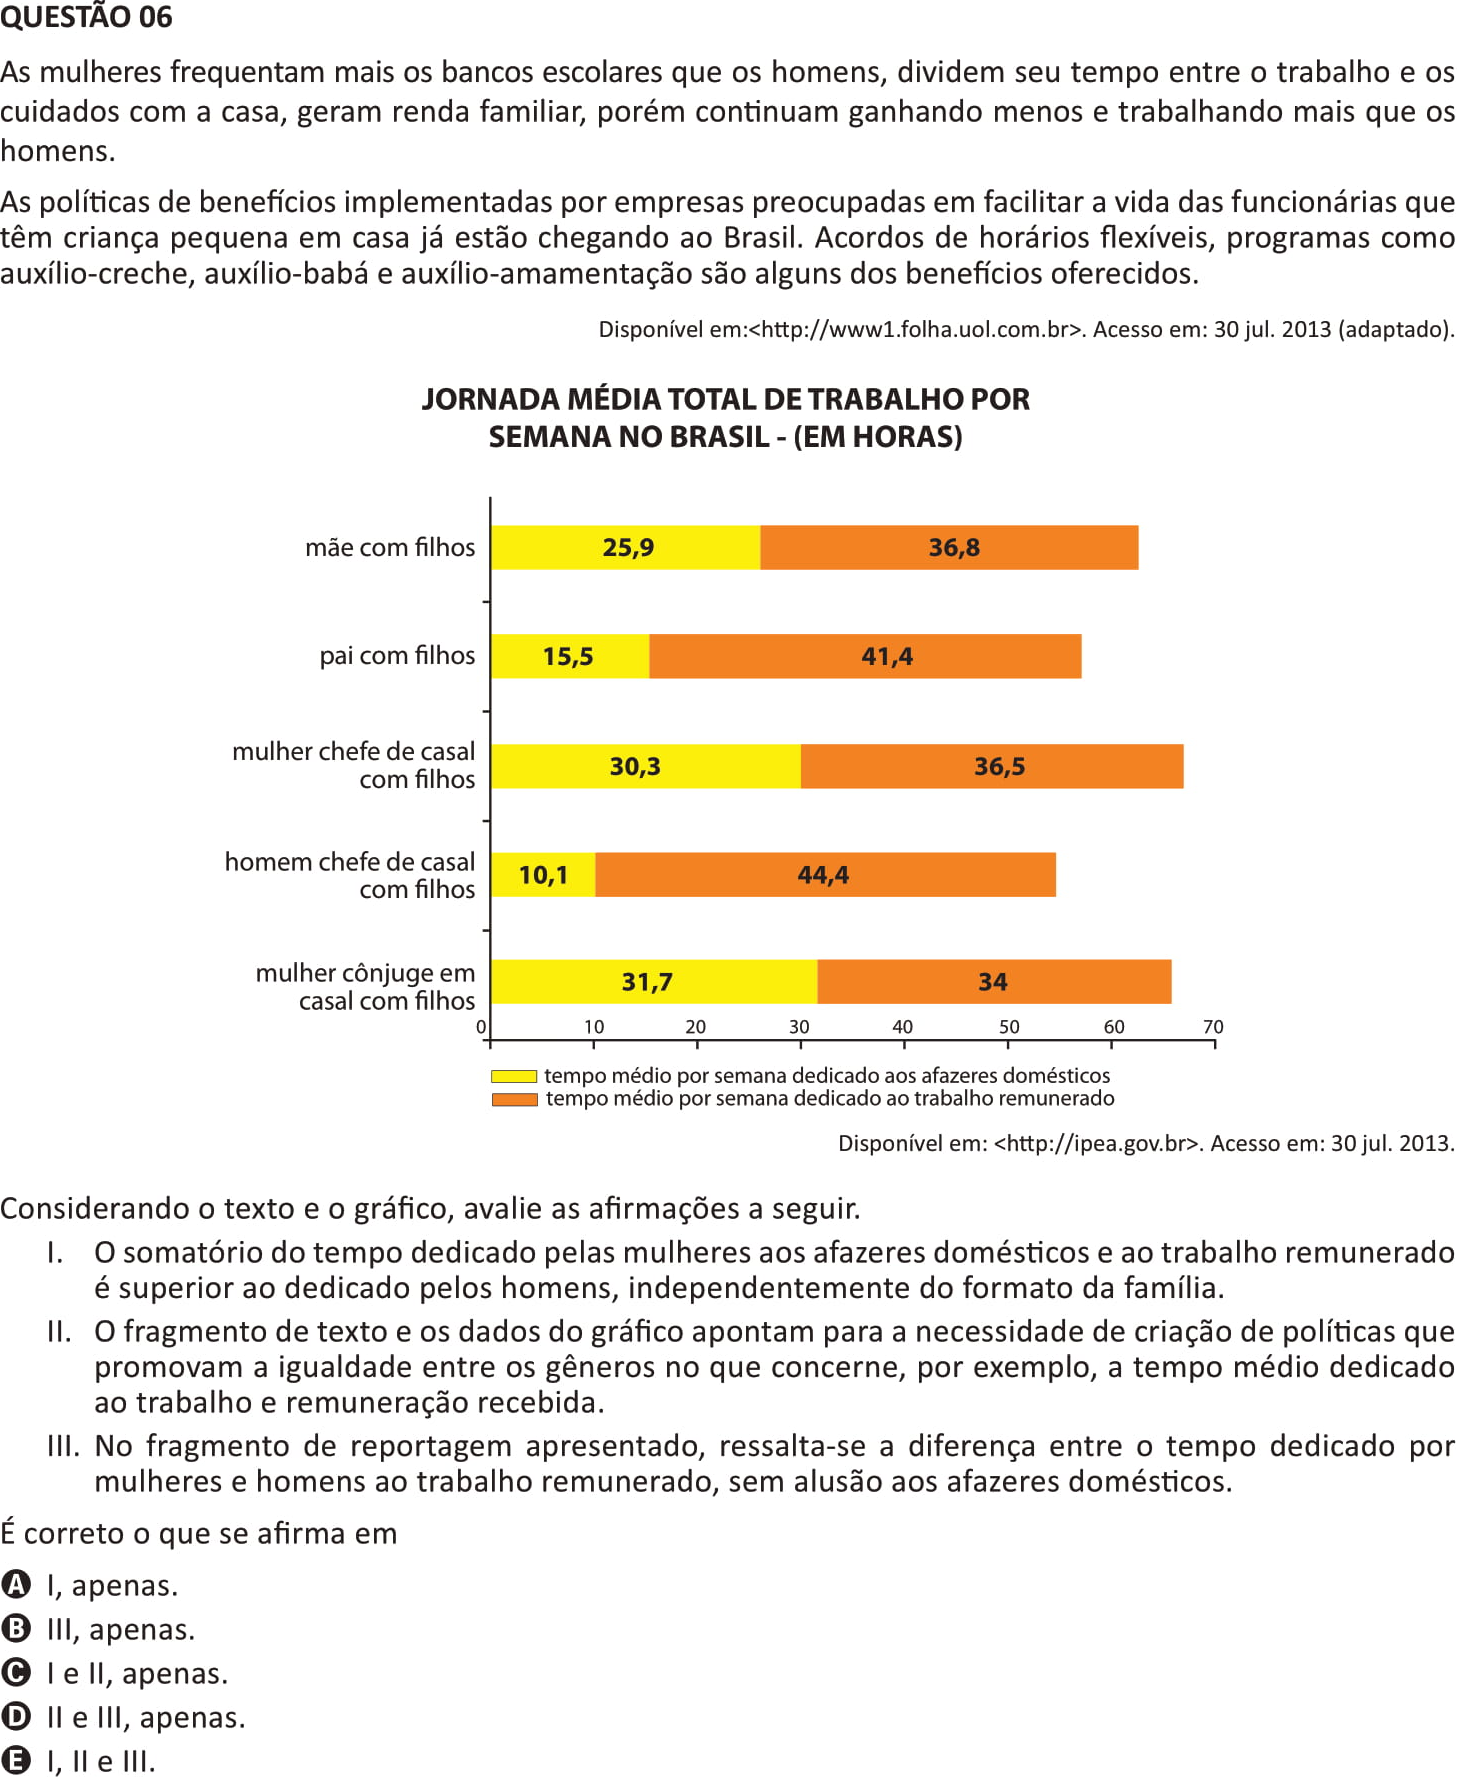 QUESTÃO 06
As mulheres frequentam mais os bancos escolares que os homens, dividem seu tempo entre o trabalho e os
cuidados com a casa, geram renda familiar, porém continuam ganhando menos e trabalhando mais que os
homens.
As políticas de benefícios implementadas por empresas preocupadas em facilitar a vida das funcionárias que
têm criança pequena em casa já estão chegando ao Brasil. Acordos de horários flexíveis, programas como
auxílio-creche, auxílio-babá e auxílio-amamentação são alguns dos benefícios oferecidos.
Disponível em:<http://www1.folha.uol.com.br>. Acesso em: 30 jul. 2013 (adaptado).
JORNADA MÉDIA TOTAL DE TRABALHO POR
SEMANA NO BRASIL - (EM HORAS)
mãe com filhos 25,9 36,8
pai com filhos 15,5 41,4
mulher chefe de casal
com filhos 30,3 36,5
homem chefe de casal
com filhos 10,1 44,4
mulher cônjuge em
casal com filhos 31,7 34
0 10 20 30 40 50 60 70
tempo médio por semana dedicado aos afazeres domésticos
tempo médio por semana dedicado ao trabalho remunerado
Disponível em: <http://ipea.gov.br>. Acesso em: 30 jul. 2013.
Considerando o texto e o gráfico, avalie as afirmações a seguir.
I. O somatório do tempo dedicado pelas mulheres aos afazeres domésticos e ao trabalho remunerado
é superior ao dedicado pelos homens, independentemente do formato da família.
II. O fragmento de texto e os dados do gráfico apontam para a necessidade de criação de políticas que
promovam a igualdade entre os gêneros no que concerne, por exemplo, a tempo médio dedicado
ao trabalho e remuneração recebida.
III. No fragmento de reportagem apresentado, ressalta-se a diferença entre o tempo dedicado por
mulheres e homens ao trabalho remunerado, sem alusão aos afazeres domésticos.
É correto o que se afirma em
A I, apenas.
B III, apenas.
C I e II, apenas.
D II e III, apenas.
E I, II e III.